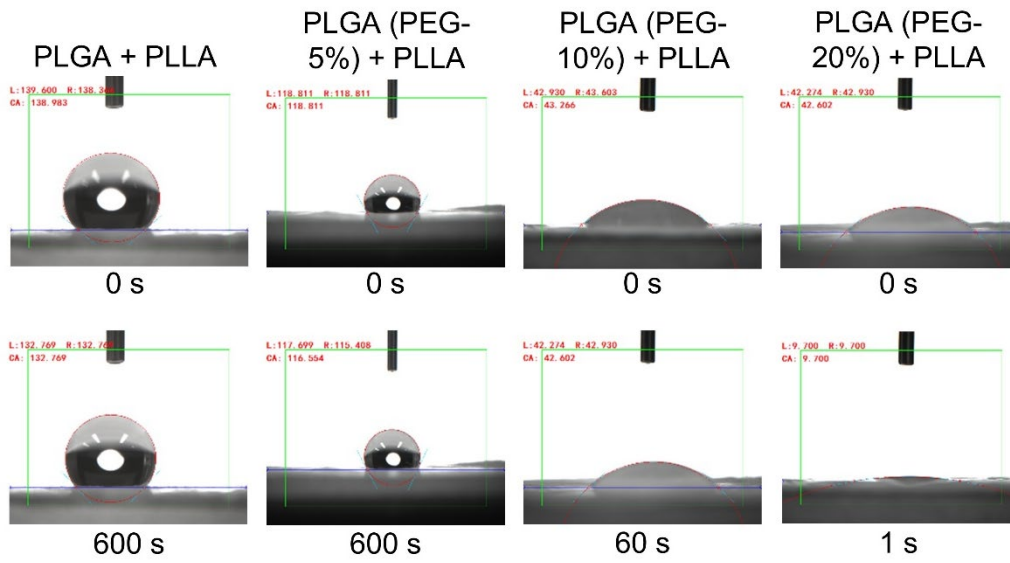 PLGA + PLLA
PLGA (PEG-
5%) + PLLA
PLGA (PEG-
10%) + PLLA
PLGA (PEG-
20%) + PLLA
L:139.600 R:138.36
CA: 138.983
L:118.811 R:118.811
CA: 118.811
L:42.930 R:43.603
CA: 43.266
L:42.274 R:42.930
CA: 42.602
0 s
0 s
0 s
0 s
L:132.769 R:132.769
CA: 132.769
L:117.699 R:115.408
CA: 116.554
L:42.274 R:42.930
CA: 42.602
L:9.700 R:9.700
CA: 9.700
600 s
600 s
60 s
1 s